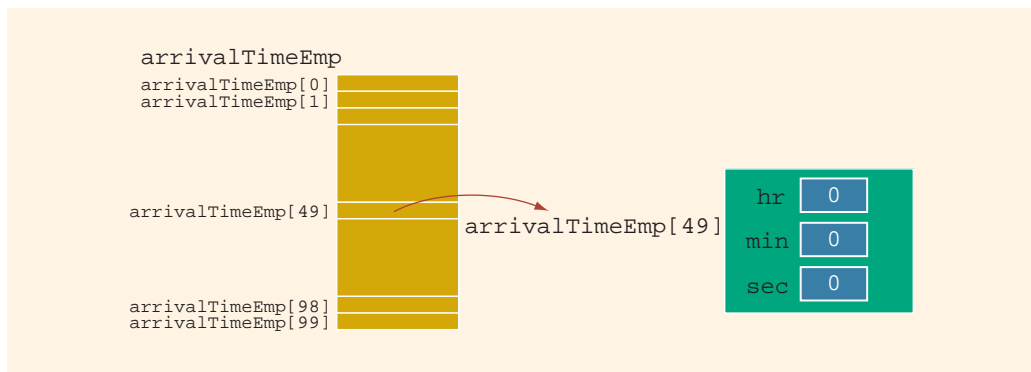 arrivalTimeEmp
arrivalTimeEmp[0]
arrivalTimeEmp[1]
arrivalTimeEmp[49]
arrivalTimeEmp[98]
arrivalTimeEmp[99]
arrivalTimeEmp[49]
hr 0
min 0
sec 0